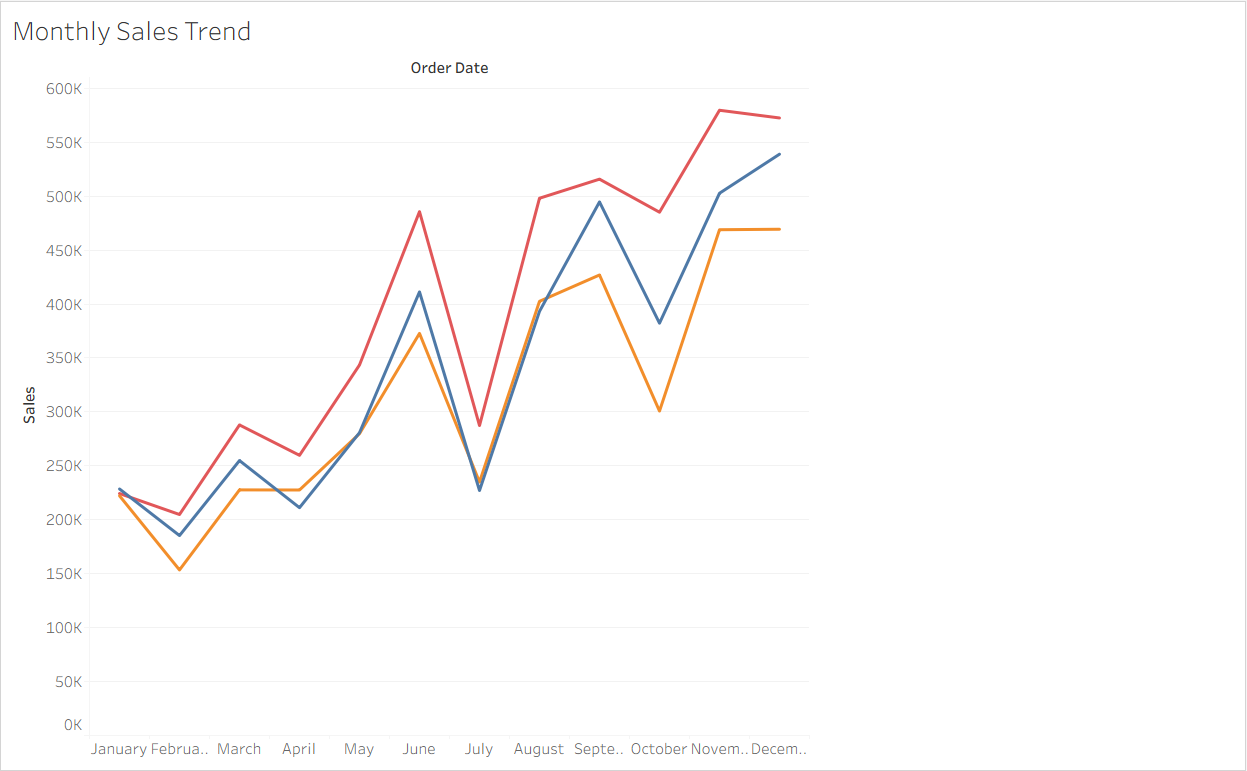 Monthly Sales Trend
Order Date
600K
550K
500K
450K
400K
350K
300K
250K
200K
150K
100K
50K
0K
Sales
January Februa.. March April May June July August Septe.. October Novem.. Decem..